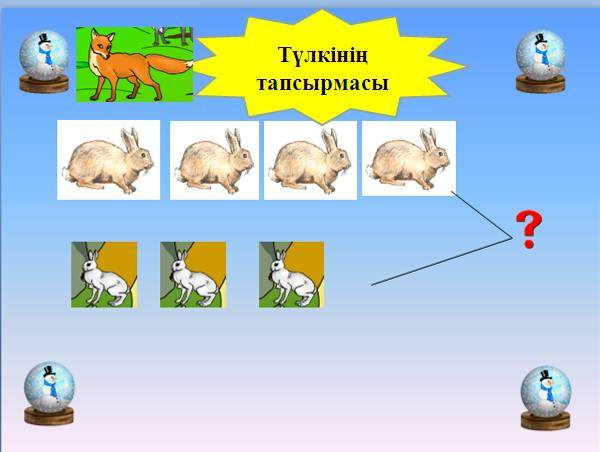 Түлкінің
тапсырмасы
?